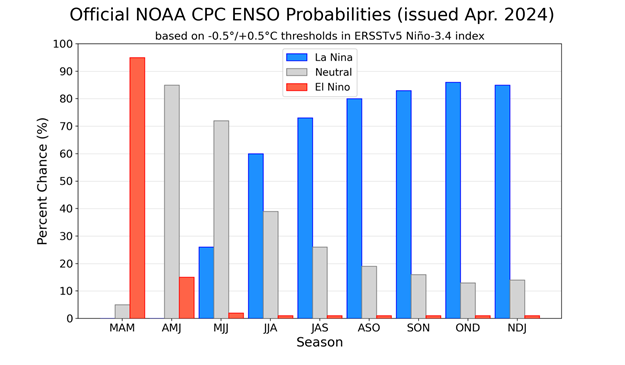 Official NOAA CPC ENSO Probabilities (issued Apr. 2024)
based on -0.5°/+0.5°C thresholds in ERSSTv5 Niño-3.4 index
La Nina
Neutral
El Nino
Percent Chance (%)
100
90
80
70
60
50
40
30
20
10
0
MAM AMJ MJJ JJA JAS ASO SON OND NDJ
Season